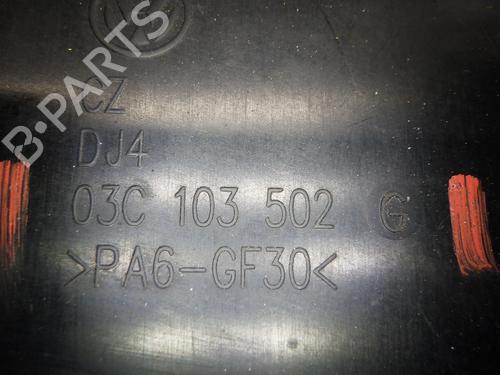 B-PARTS
CZ
DJ4
03C 103 502 G
>PA6-GF30<